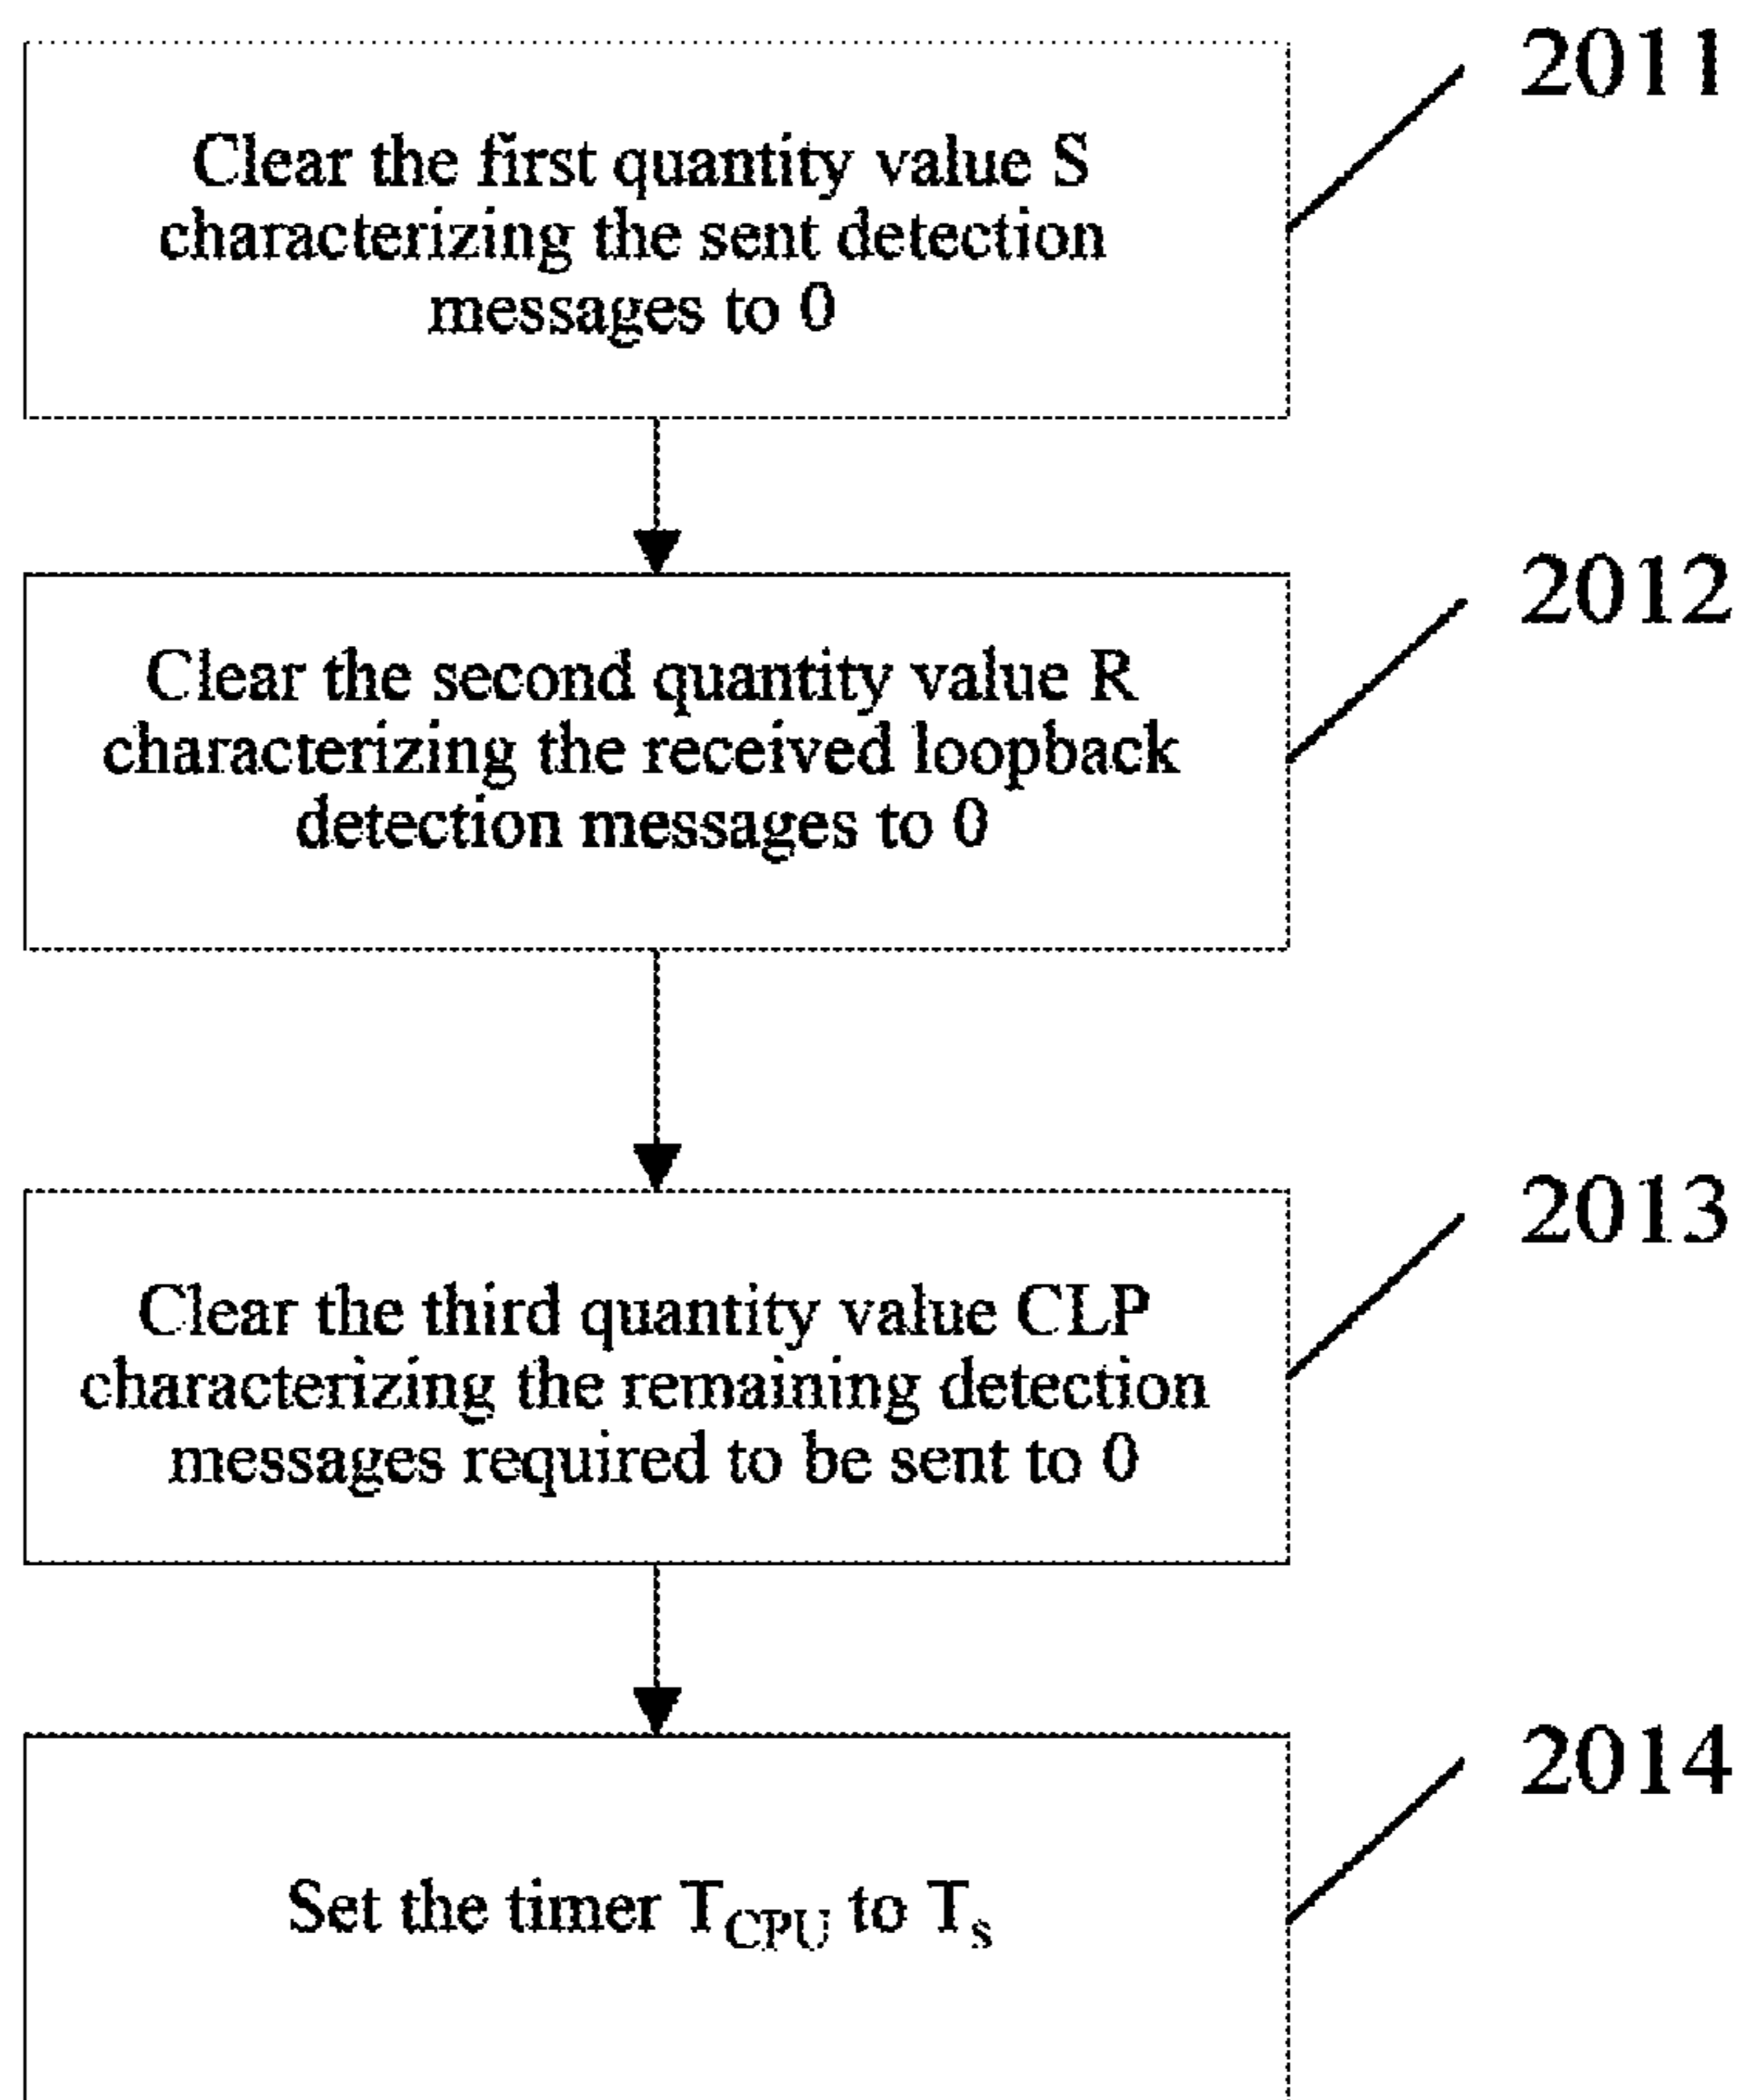 2011
Clear the first quantity value S
characterizing the sent detection
messages to 0
2012
Clear the second quantity value R
characterizing the received loopback
detection messages to 0
2013
Clear the third quantity value CLP
characterizing the remaining detection
messages required to be sent to 0
2014
Set the timer T_CPU to T_s